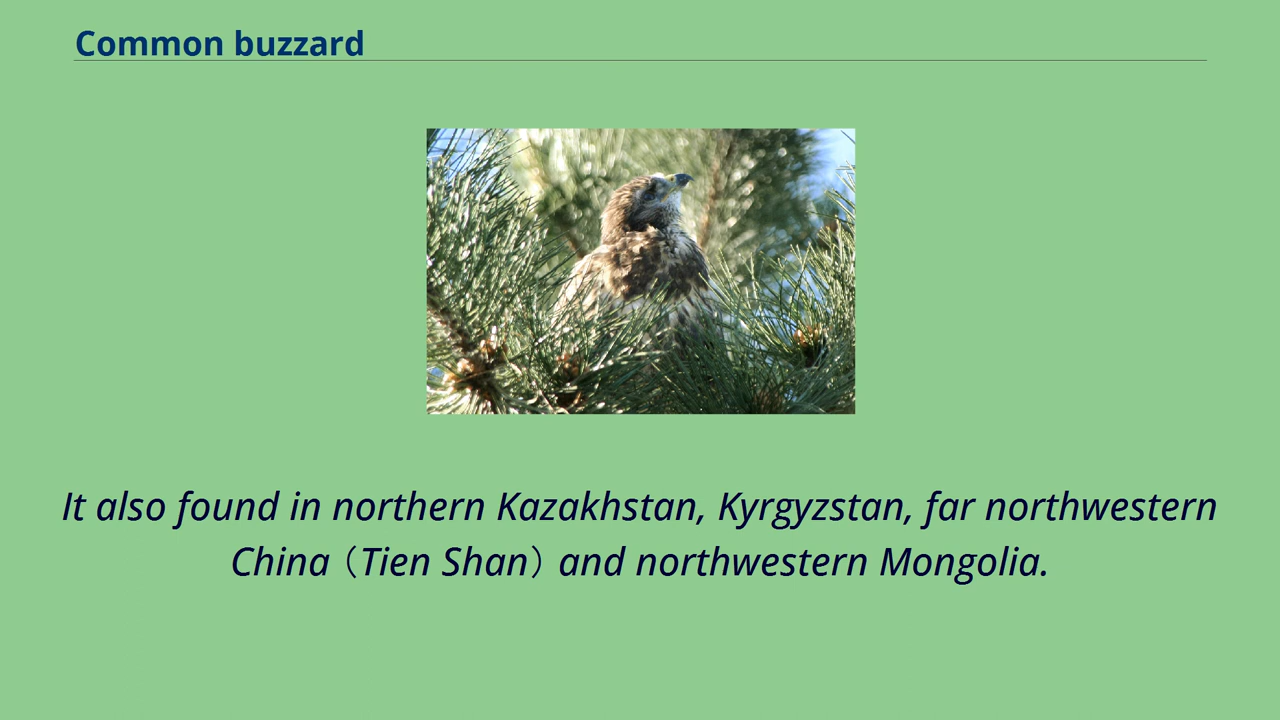 Common buzzard
It also found in northern Kazakhstan, Kyrgyzstan, far northwestern
China（Tien Shan）and northwestern Mongolia.